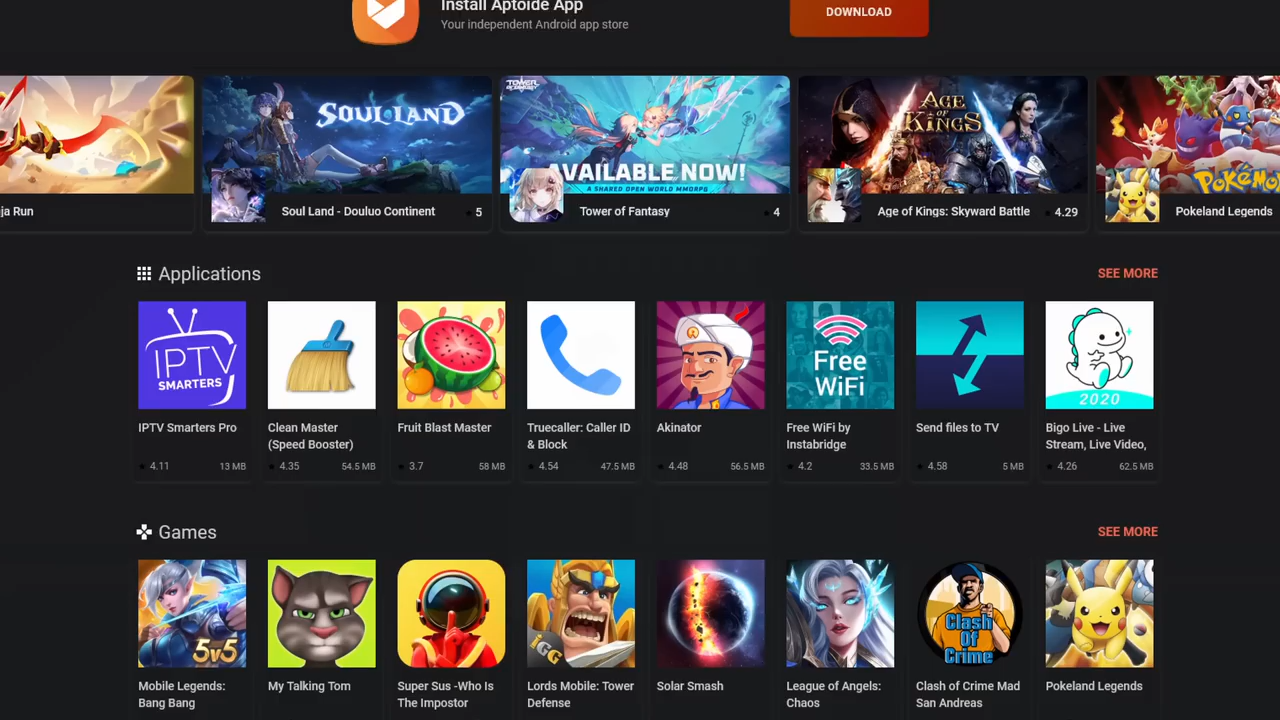 Install Aptoide App
Your independent Android app store
DOWNLOAD
SOUL LAND
TOWER OF FANTASY
AVAILABLE NOW!
A SHARED OPEN WORLD MMORPG
AGE OF KINGS
ja Run
Soul Land - Douluo Continent
5
Tower of Fantasy
4
Age of Kings: Skyward Battle
4.29
Pokeland Legends
Applications
SEE MORE
IPTV
SMARTERS
Free
WiFi
2020
IPTV Smarters Pro
Clean Master
(Speed Booster)
Fruit Blast Master
Truecaller: Caller ID
& Block
Akinator
Free WiFi by
Instabridge
Send files to TV
Bigo Live - Live
Stream, Live Video,
4.11 13 MB
4.35 54.5 MB
3.7 58 MB
4.54 47.5 MB
4.48 56.5 MB
4.2 33.5 MB
4.58 5 MB
4.26 62.5 MB
Games
SEE MORE
5v5
IGG
Clash
Of
Crime
Mobile Legends:
Bang Bang
My Talking Tom
Super Sus -Who Is
The Impostor
Lords Mobile: Tower
Defense
Solar Smash
League of Angels:
Chaos
Clash of Crime Mad
San Andreas
Pokeland Legends